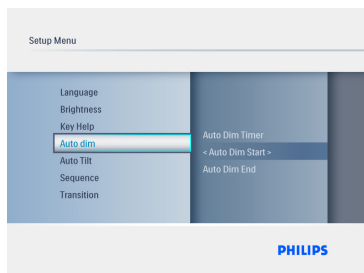 Setup Menu
Language
Brightness
Key Help
Auto dim
Auto Tilt
Sequence
Transition
Auto Dim Timer
< Auto Dim Start >
Auto Dim End
PHILIPS